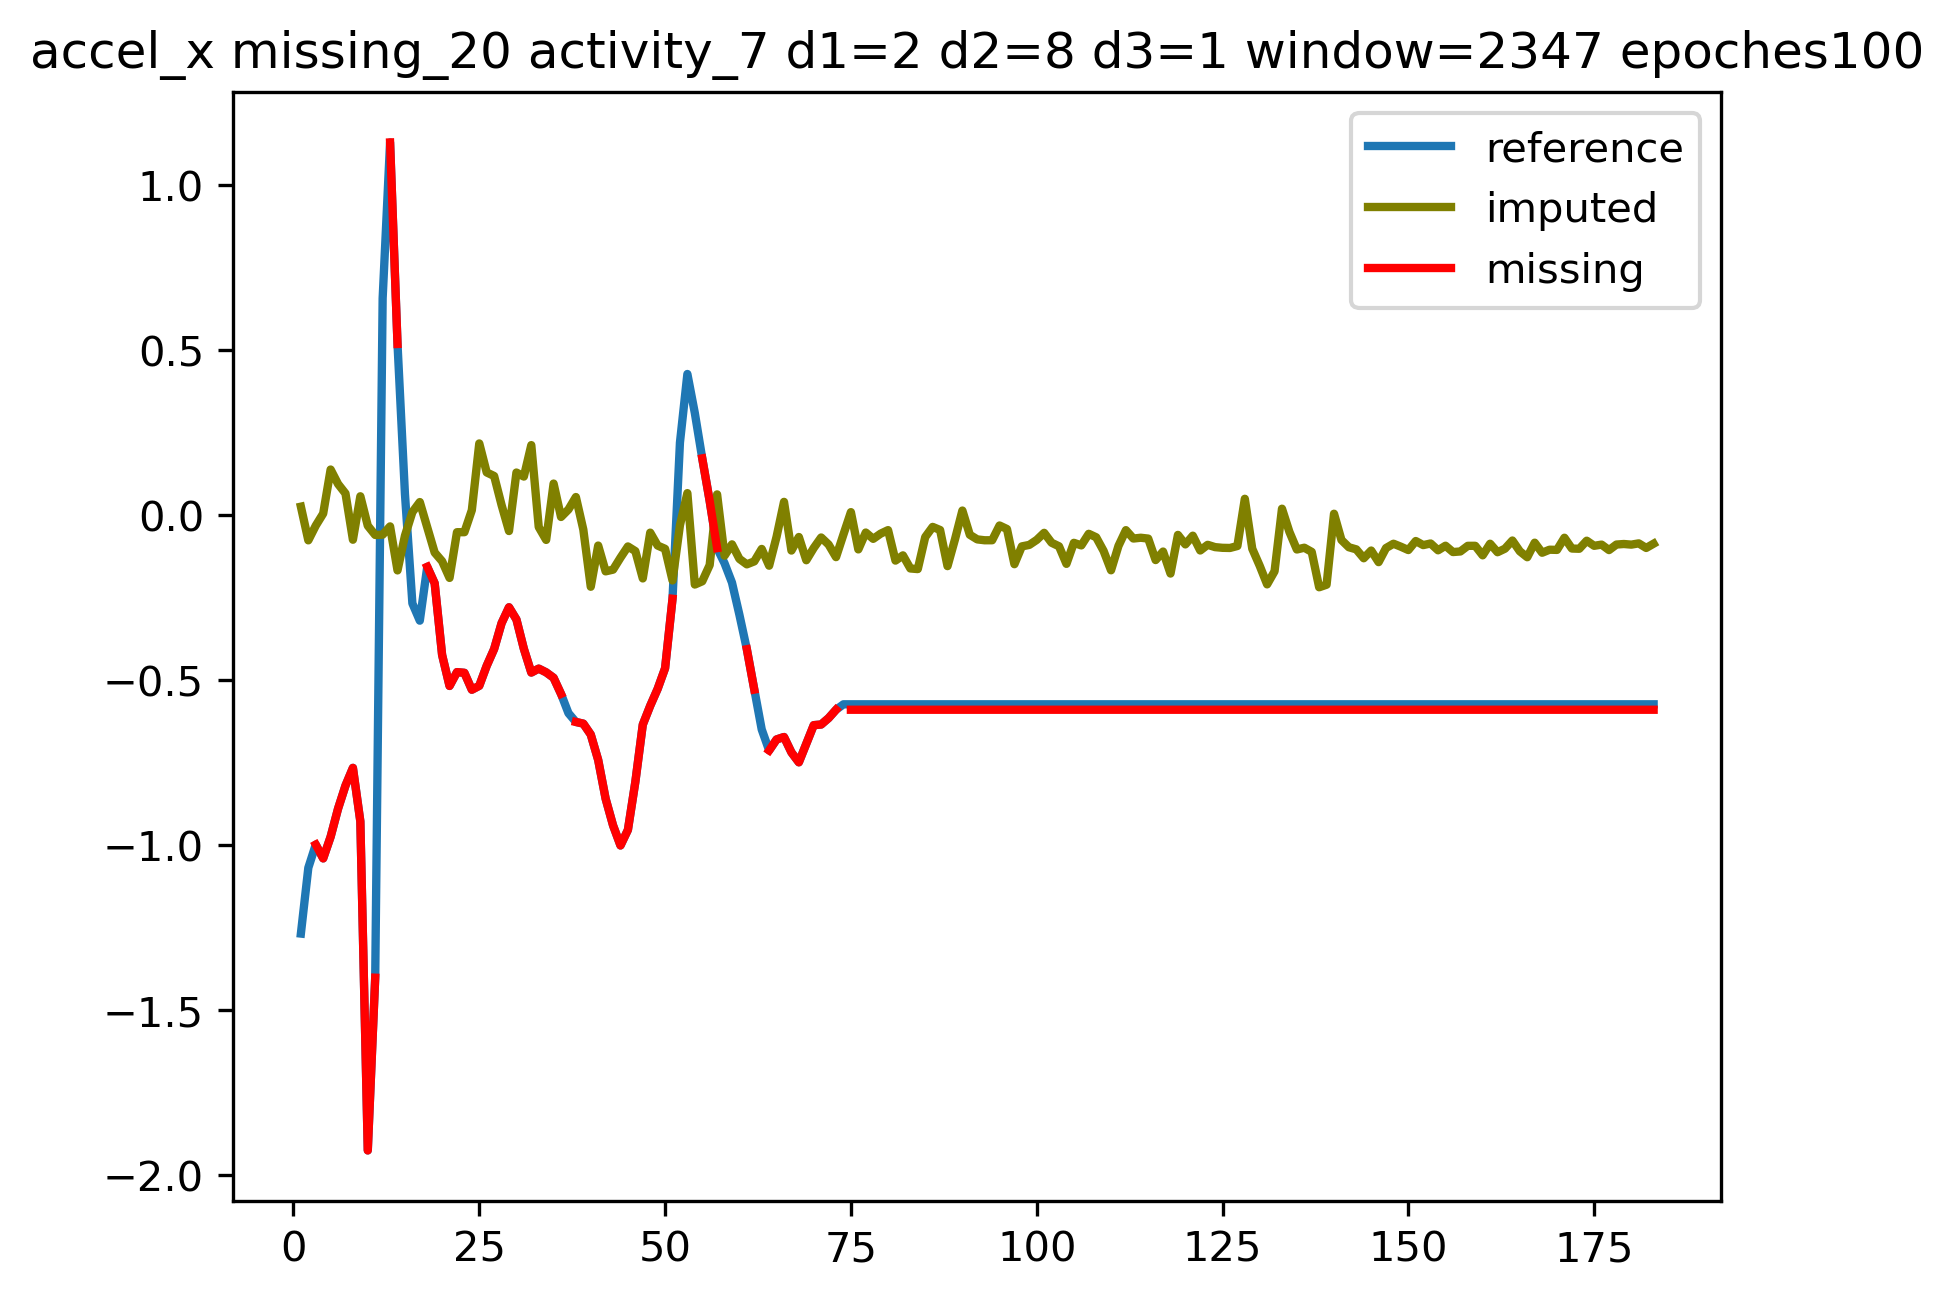 accel_x missing_20 activity_7 d1=2 d2=8 d3=1 window=2347 epoches100
reference
imputed
missing
1.0
0.5
0.0
−0.5
−1.0
−1.5
−2.0
0 25 50 75 100 125 150 175